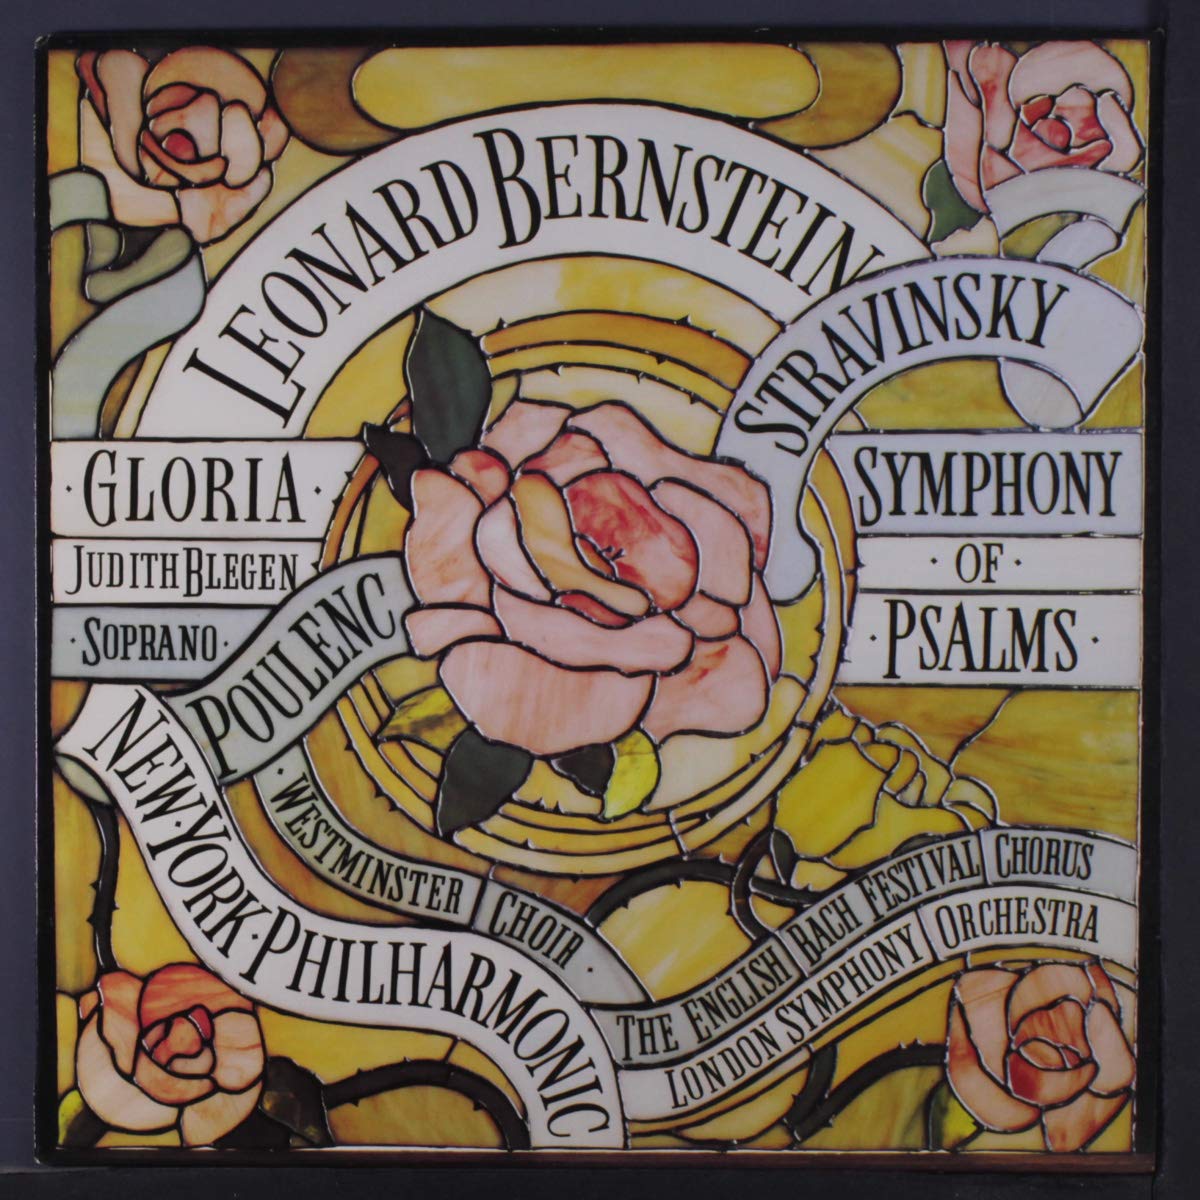 LEONARD BERNSTEIN
STRAVINSKY
SYMPHONY
· OF ·
· PSALMS ·
· GLORIA ·
JUDITH BLEGEN
· SOPRANO ·
POULENC
NEW · YORK · PHILHARMONIC
· WESTMINSTER CHOIR ·
THE ENGLISH BACH FESTIVAL CHORUS
LONDON SYMPHONY ORCHESTRA